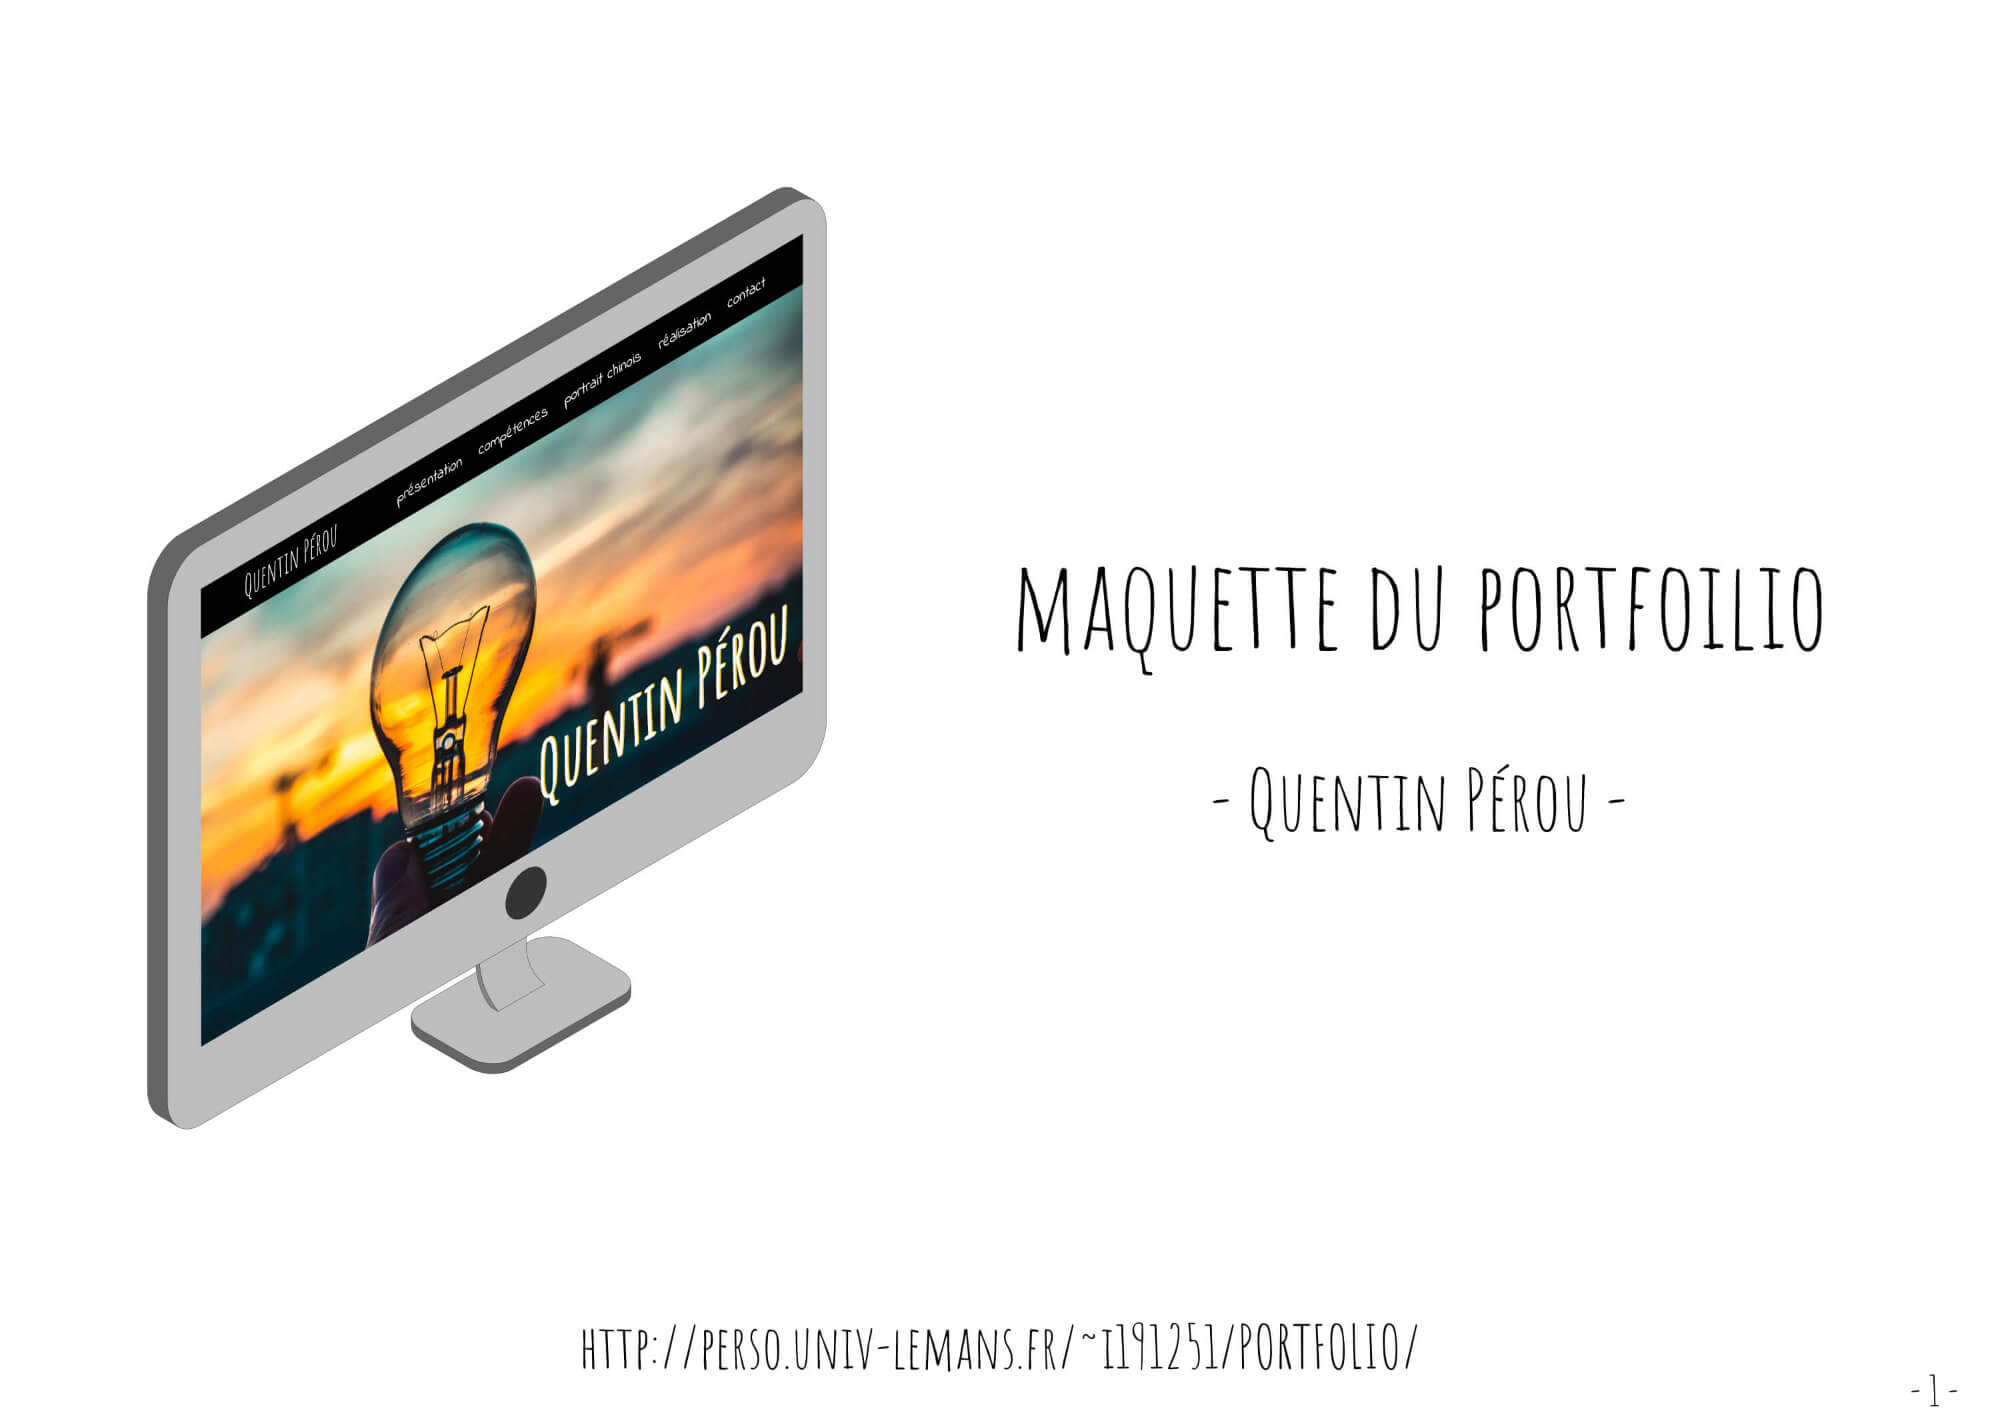 Quentin Pérou présentation compétences portrait chinois réalisation contact
Quentin Pérou
MAQUETTE DU PORTFOILIO
- Quentin Pérou -
HTTP://PERSO.UNIV-LEMANS.FR/~I191251/PORTFOLIO/
-1-